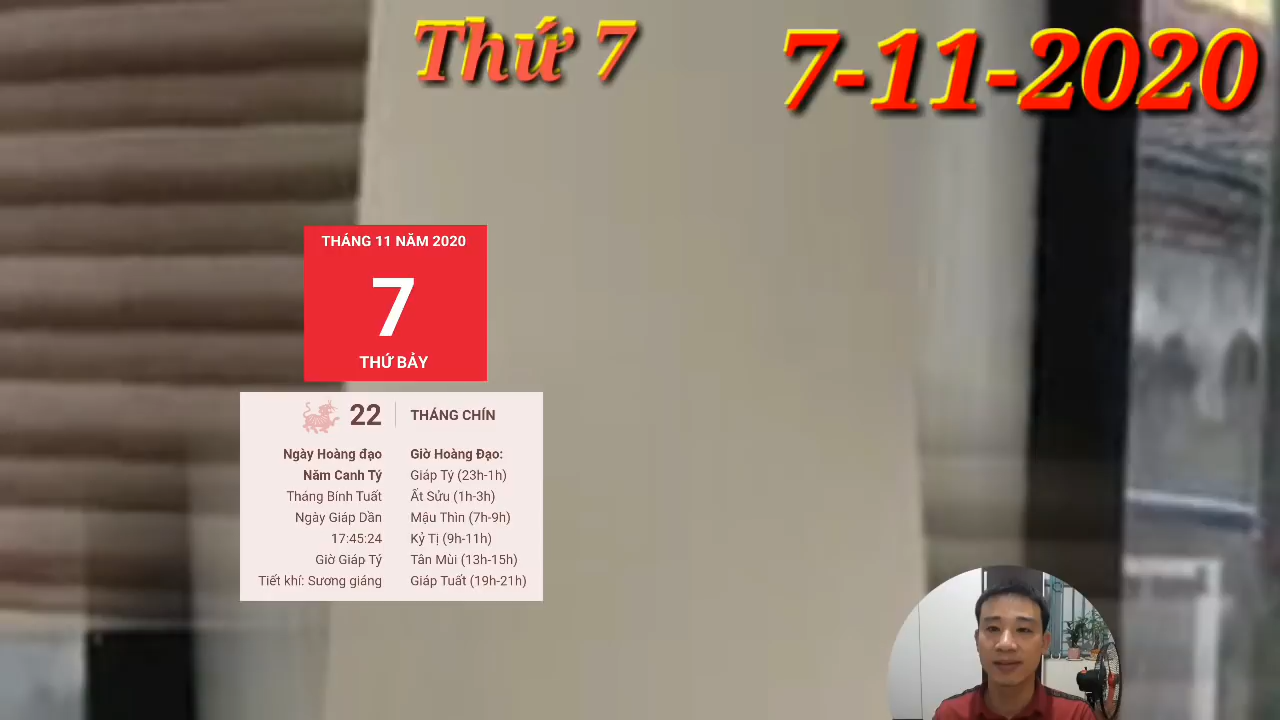 Thứ 7
7-11-2020
THÁNG 11 NĂM 2020
7
THỨ BẢY
22
THÁNG CHÍN
Ngày Hoàng đạo
Năm Canh Tý
Tháng Bính Tuất
Ngày Giáp Dần
17:45:24
Giờ Giáp Tý
Tiết khí: Sương giáng
Giờ Hoàng Đạo:
Giáp Tý (23h-1h)
Ất Sửu (1h-3h)
Mậu Thìn (7h-9h)
Kỷ Tị (9h-11h)
Tân Mùi (13h-15h)
Giáp Tuất (19h-21h)